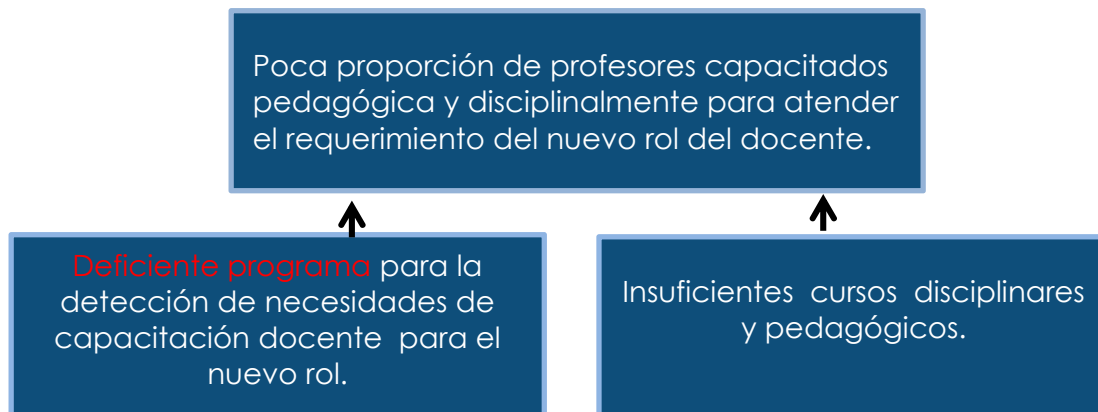 Poca proporción de profesores capacitados
pedagógica y disciplinalmente para atender
el requerimiento del nuevo rol del docente.
Deficiente programa para la
detección de necesidades de
capacitación docente para el
nuevo rol.
Insuficientes cursos disciplinares
y pedagógicos.